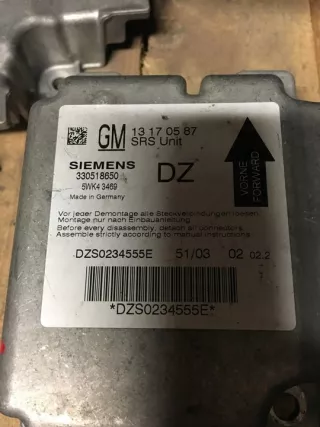 GM 13 17 05 87
SRS Unit
SIEMENS
330518650
5WK4 3469
Made in Germany
DZ
VORNE
FORWARD
Vor jeder Demontage alle Steckverbindungen lösen.
Montage nur nach Einbauanleitung.
Before every disassembly, detach all connectors
Assemble strictly according to manual instructions
DZS0234555E 51/03 02 02.2
*DZS0234555E*